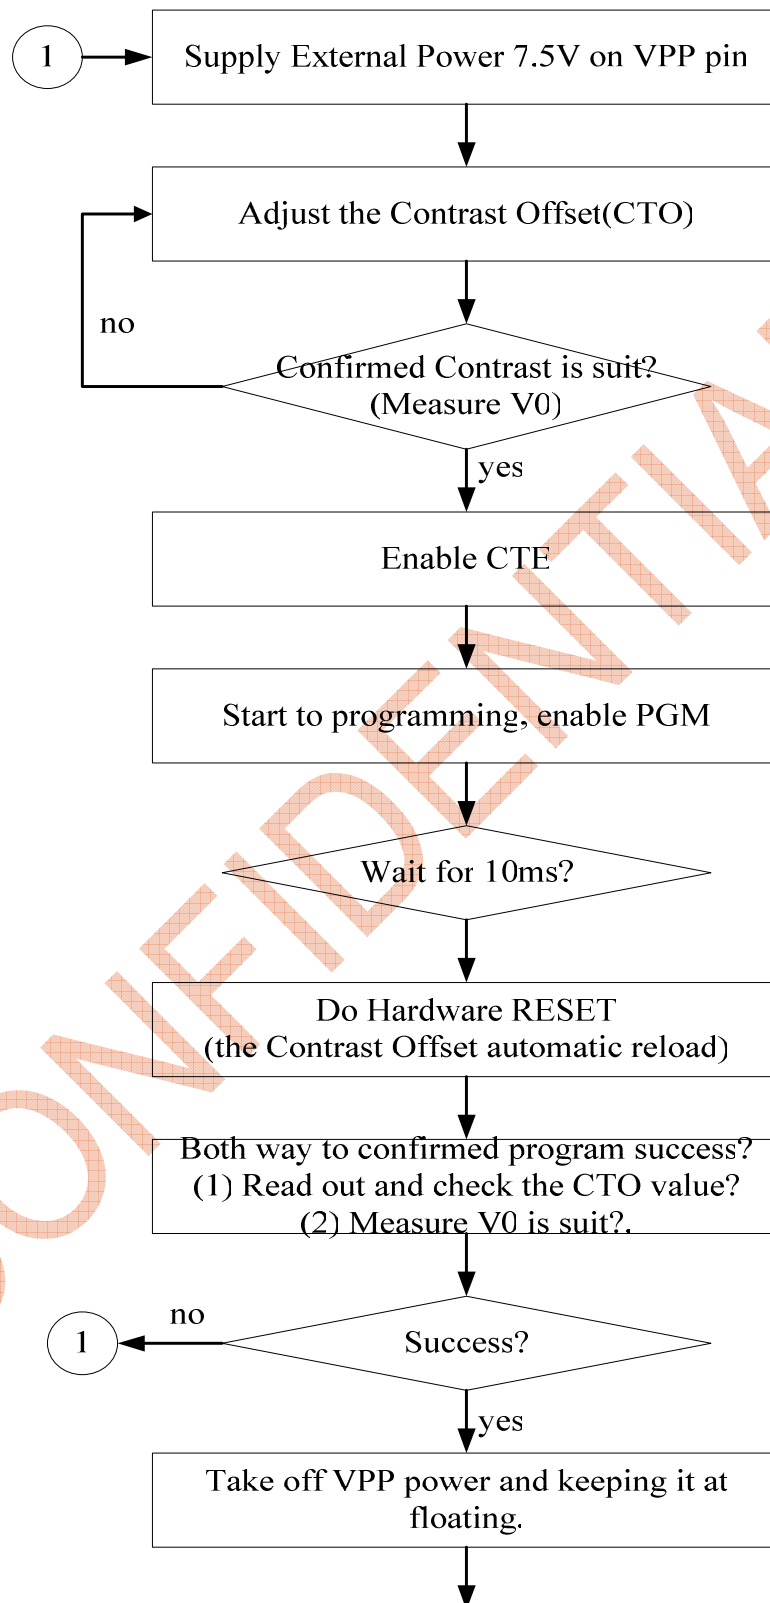 1
Supply External Power 7.5V on VPP pin
Adjust the Contrast Offset(CTO)
no
Confirmed Contrast is suit?
(Measure V0)
yes
Enable CTE
Start to programming, enable PGM
Wait for 10ms?
Do Hardware RESET
(the Contrast Offset automatic reload)
Both way to confirmed program success?
(1) Read out and check the CTO value?
(2) Measure V0 is suit?.
no
1
Success?
yes
Take off VPP power and keeping it at
floating.
CONFIDENTIA